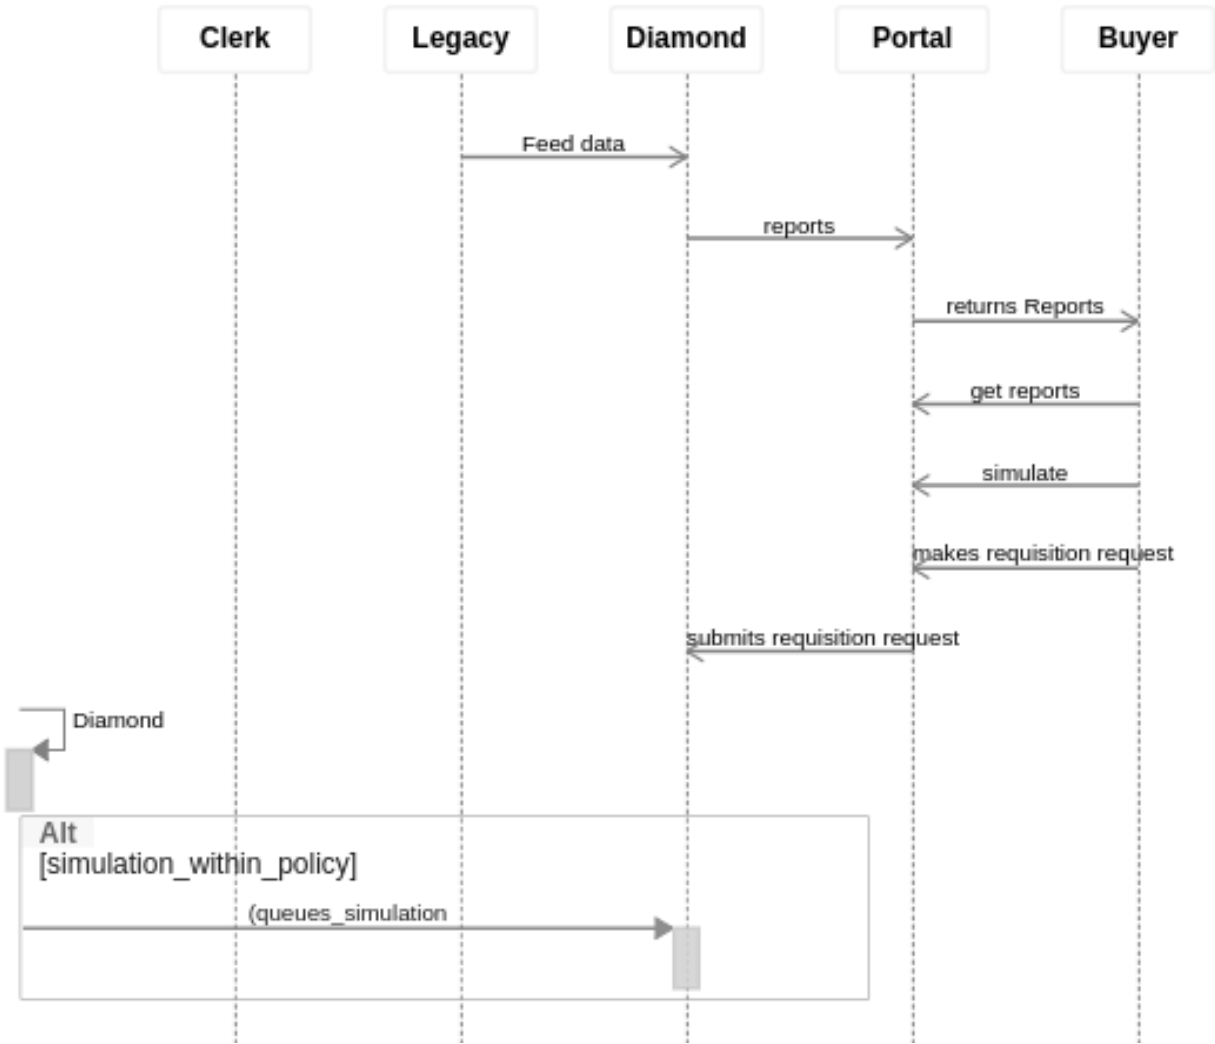 Clerk
Legacy
Diamond
Portal
Buyer
Feed data
reports
returns Reports
get reports
simulate
makes requisition request
submits requisition request
Diamond
Alt
[simulation_within_policy]
(queues_simulation